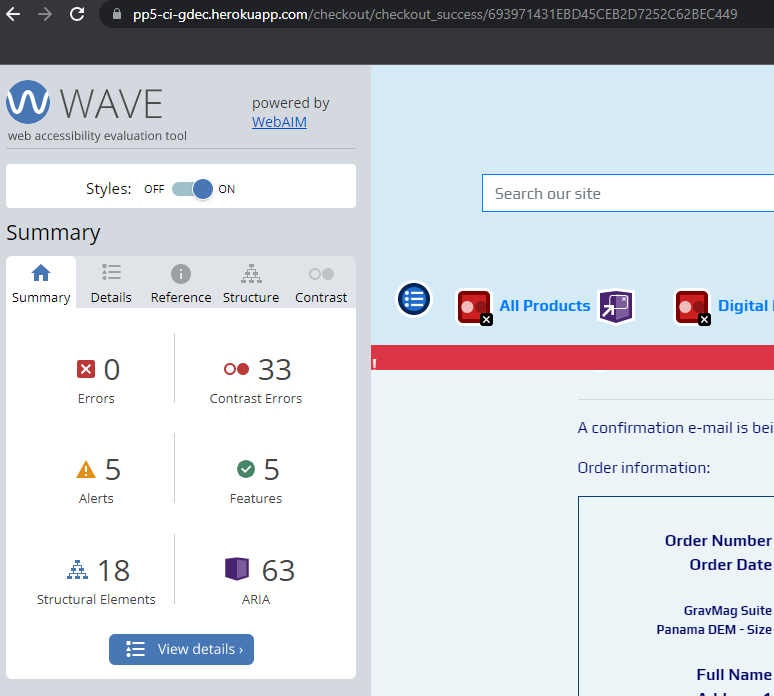 pp5-ci-gdec.herokuapp.com/checkout/checkout_success/693971431EBD45CEB2D7252C62BEC449
WAVE
web accessibility evaluation tool
powered by
WebAIM
Styles: OFF ON
Summary
Summary Details Reference Structure Contrast
0
Errors
33
Contrast Errors
5
Alerts
5
Features
18
Structural Elements
63
ARIA
View details ›
Search our site
All Products
Digital
!
A confirmation e-mail is bei
Order information:
Order Number
Order Date
GravMag Suite
Panama DEM - Size
Full Name